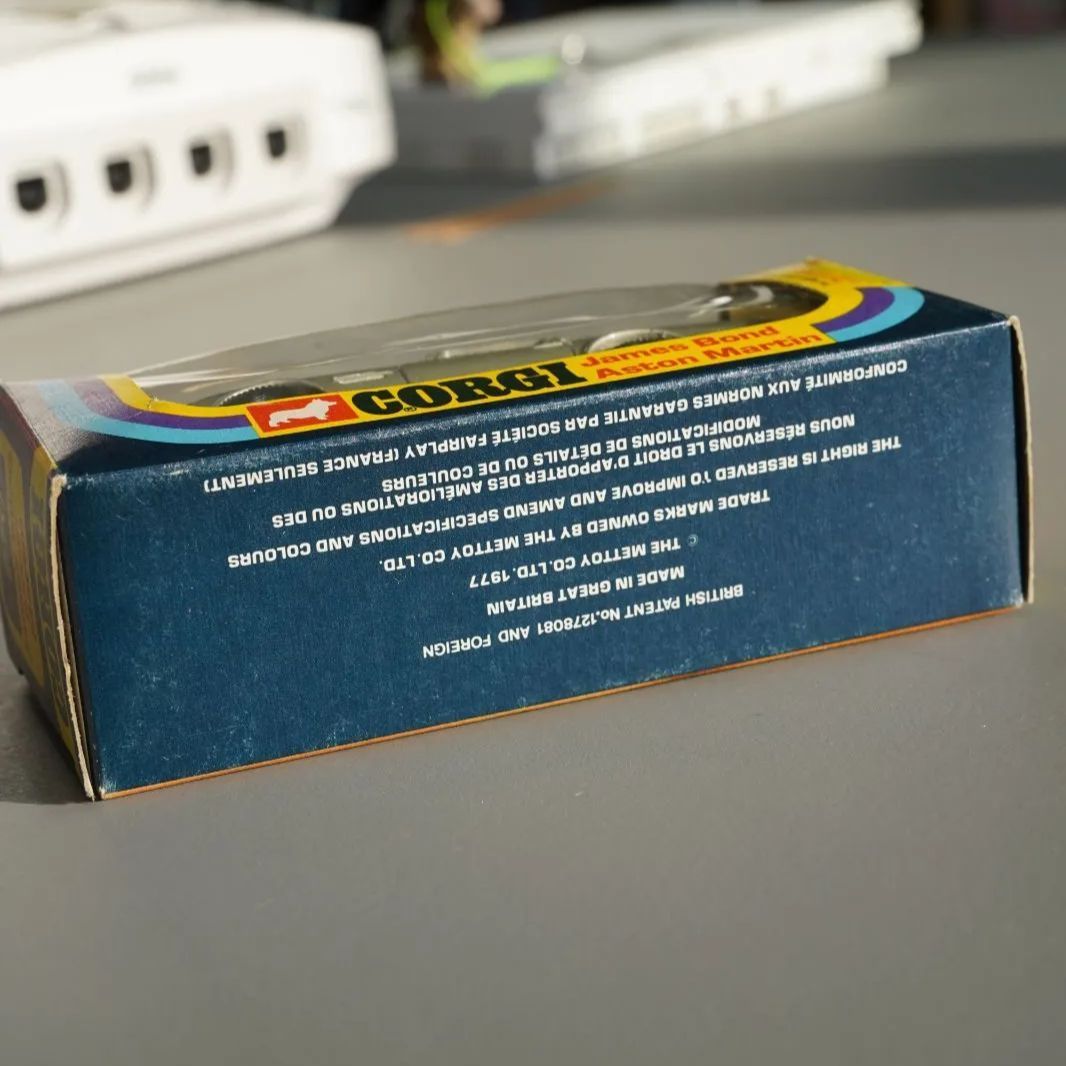 CORGI
James Bond
Aston Martin
BRITISH PATENT No.1278081 AND FOREIGN
MADE IN GREAT BRITAIN
© THE METTOY CO.LTD.1977
TRADE MARKS OWNED BY THE METTOY CO.LTD.
THE RIGHT IS RESERVED TO IMPROVE AND AMEND SPECIFICATIONS AND COLOURS
NOUS RÉSERVONS LE DROIT D'APPORTER DES AMÉLIORATIONS OU DES
MODIFICATIONS DE DÉTAILS OU DE COULEURS
CONFORMITÉ AUX NORMES GARANTIE PAR SOCIÉTÉ FAIRPLAY (FRANCE SEULEMENT)